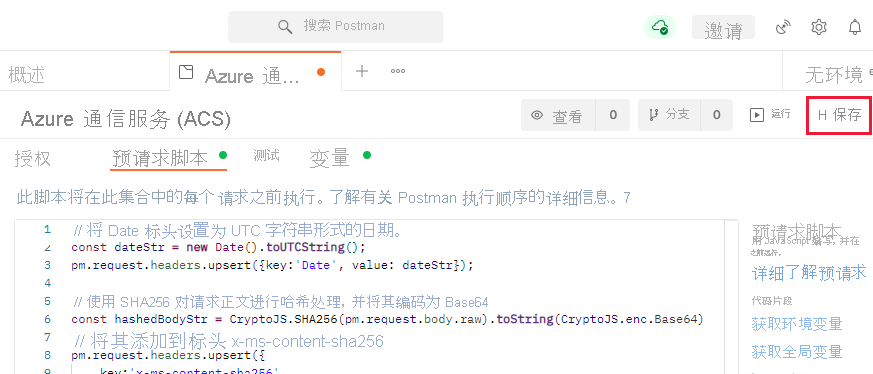 搜索 Postman
邀请
概述
Azure 通...
无环境
Azure 通信服务 (ACS)
查看 0
分支 0
运行
H 保存
授权
预请求脚本
测试
变量
此脚本将在此集合中的每个请求之前执行。了解有关 Postman 执行顺序的详细信息。7
1 // 将 Date 标头设置为 UTC 字符串形式的日期。
2 const dateStr = new Date().toUTCString();
3 pm.request.headers.upsert({key:'Date', value: dateStr});
4
5 // 使用 SHA256 对请求正文进行哈希处理, 并将其编码为 Base64
6 const hashedBodyStr = CryptoJS.SHA256(pm.request.body.raw).toString(CryptoJS.enc.Base64)
7 // 将其添加到标头 x-ms-content-sha256
8 pm.request.headers.upsert({
9 key:'x-ms-content-sha256'
预请求脚本
用 JavaScript 编写, 并在
之前运行。
详细了解预请求
代码片段
获取环境变量
获取全局变量